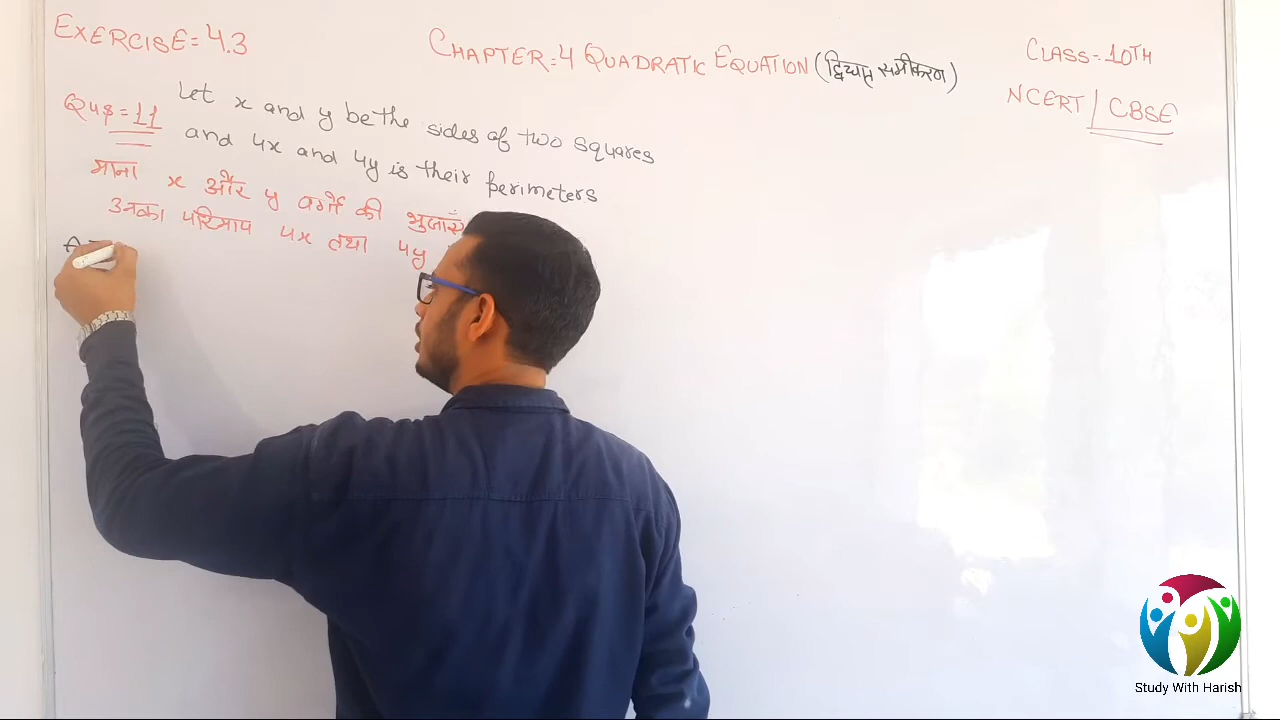 EXERCISE=4.3
CHAPTER:4 QUADRATIC EQUATION (द्विघात समीकरण)
CLASS=10TH
NCERT / CBSE
Qus=11 Let x and y be the sides of two squares
and 4x and 4y is their perimeters
माना x और y वर्गों की भुजाएँ
उनका परिमाप 4x तथा 4y
Study With Harish